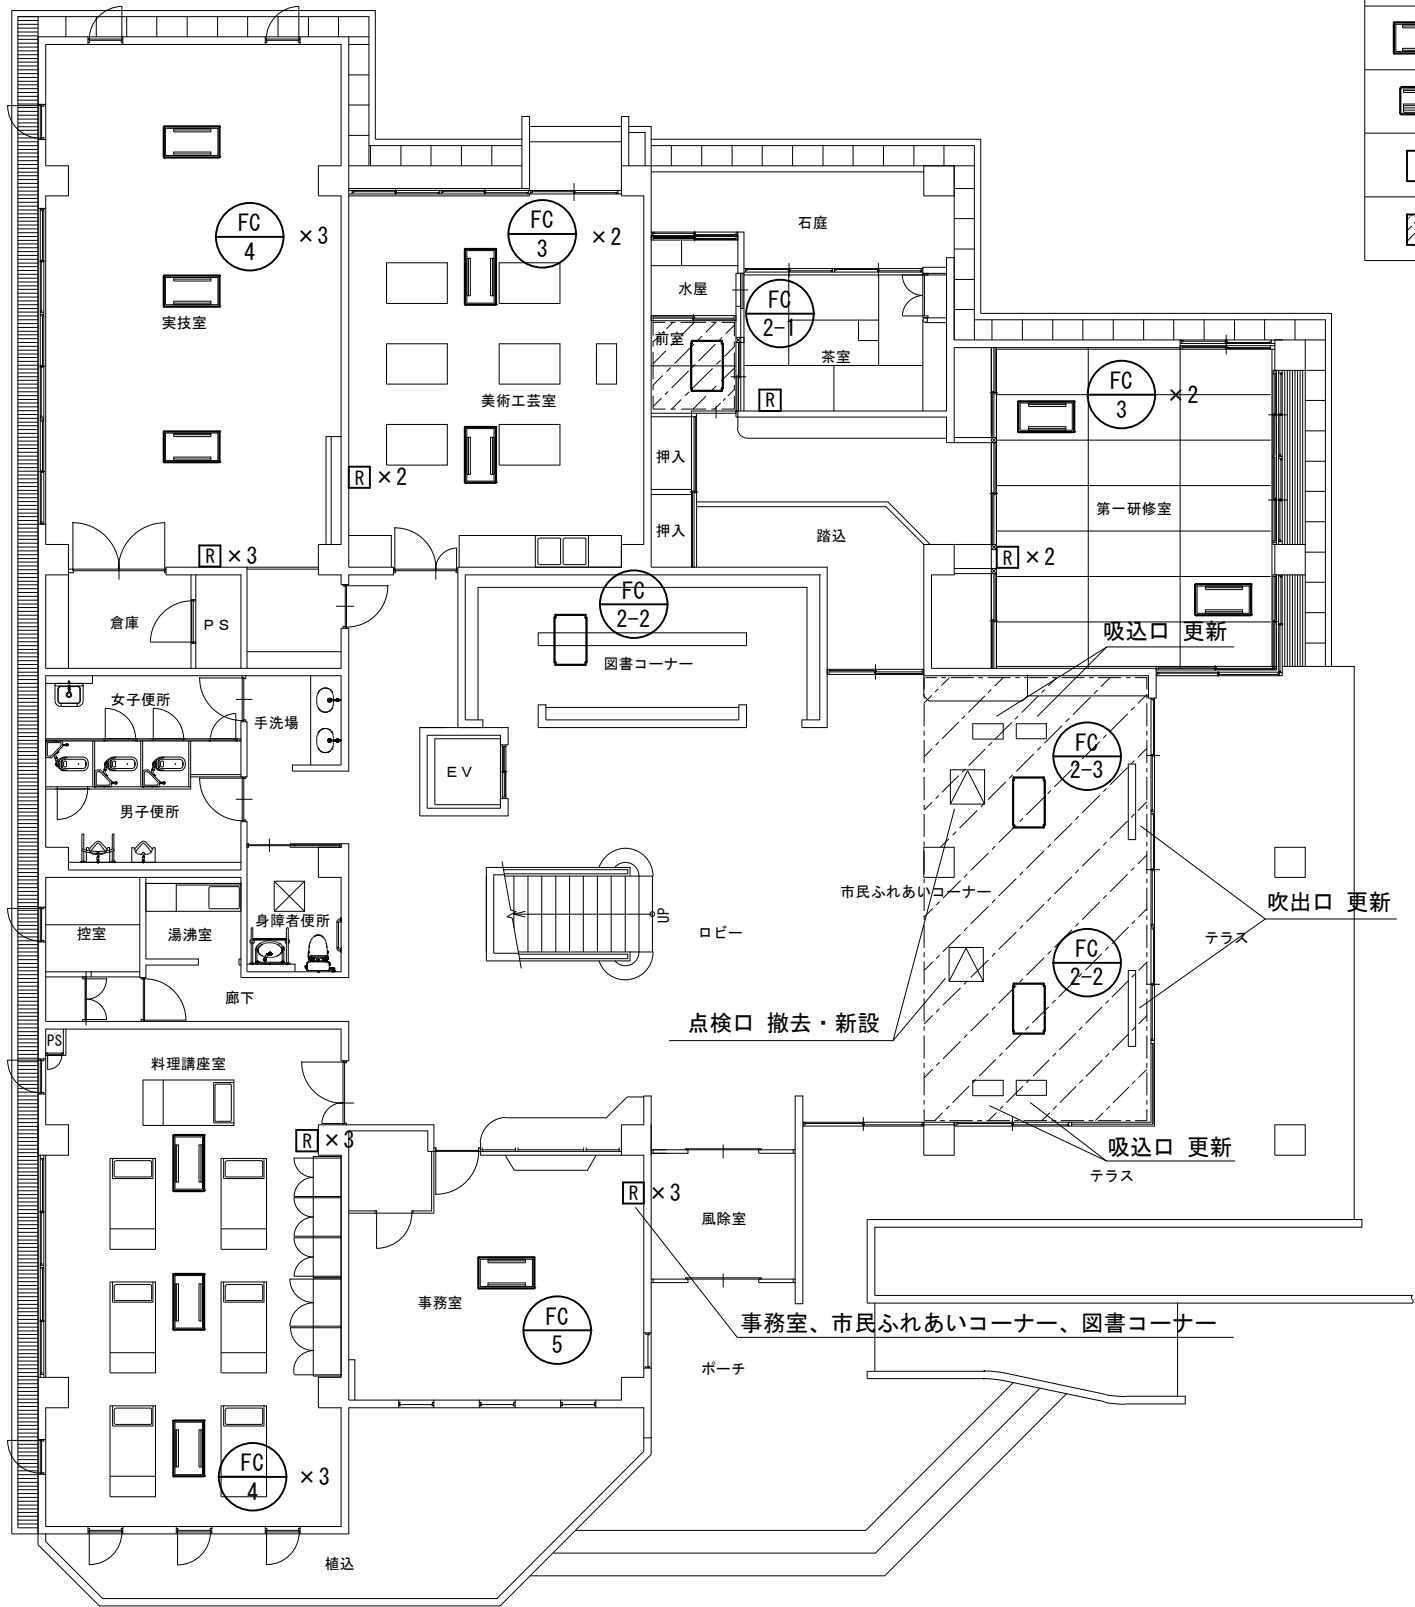 FC
4
×3
FC
3
×2
石庭
水屋
FC
2-1
実技室
前室
茶室
美術工芸室
R
FC
3
×2
R ×2
押入
第一研修室
押入
踏込
R ×3
R ×2
倉庫
PS
FC
2-2
図書コーナー
吸込口 更新
女子便所
手洗場
EV
FC
2-3
男子便所
市民ふれあいコーナー
吹出口 更新
身障者便所
控室
湯沸室
UP
ロビー
テラス
FC
2-2
廊下
点検口 撤去・新設
PS
料理講座室
R ×3
吸込口 更新
テラス
R ×3
風除室
事務室
FC
5
事務室、市民ふれあいコーナー、図書コーナー
ポーチ
FC
4
×3
植込